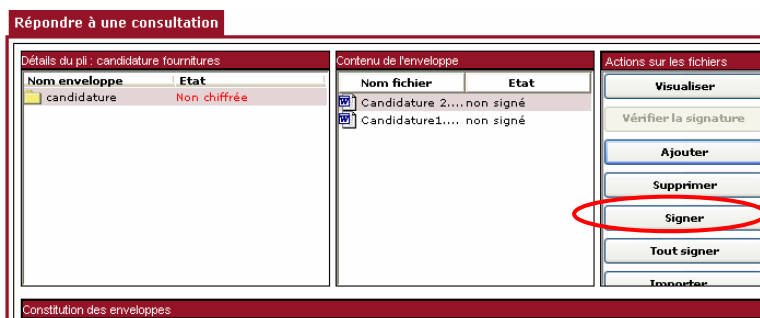 Répondre à une consultation
Détails du pli : candidature fournitures
Nom enveloppe Etat
candidature Non chiffrée
Contenu de l'enveloppe
Nom fichier Etat
Candidature 2.... non signé
Candidature1.... non signé
Actions sur les fichiers
Visualiser
Vérifier la signature
Ajouter
Supprimer
Signer
Tout signer
Importer
Constitution des enveloppes